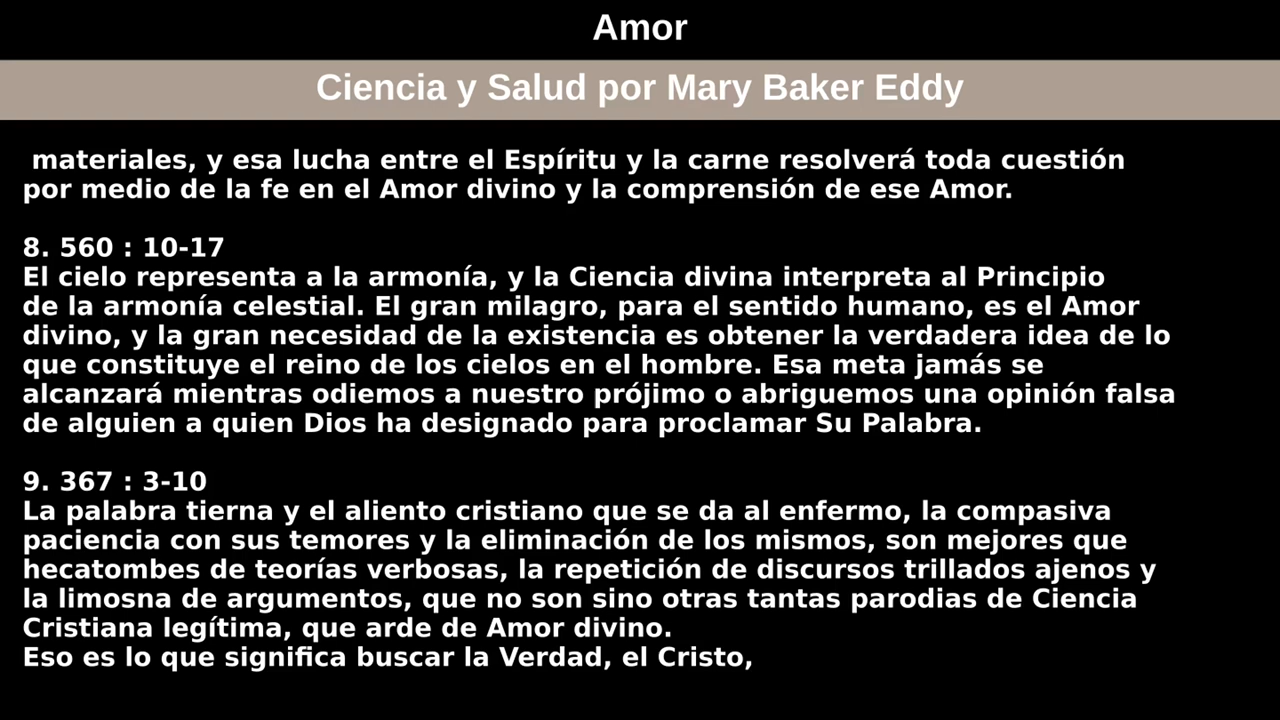 Amor
Ciencia y Salud por Mary Baker Eddy
materiales, y esa lucha entre el Espíritu y la carne resolverá toda cuestión
por medio de la fe en el Amor divino y la comprensión de ese Amor.
8. 560 : 10-17
El cielo representa a la armonía, y la Ciencia divina interpreta al Principio
de la armonía celestial. El gran milagro, para el sentido humano, es el Amor
divino, y la gran necesidad de la existencia es obtener la verdadera idea de lo
que constituye el reino de los cielos en el hombre. Esa meta jamás se
alcanzará mientras odiemos a nuestro prójimo o abriguemos una opinión falsa
de alguien a quien Dios ha designado para proclamar Su Palabra.
9. 367 : 3-10
La palabra tierna y el aliento cristiano que se da al enfermo, la compasiva
paciencia con sus temores y la eliminación de los mismos, son mejores que
hecatombes de teorías verbosas, la repetición de discursos trillados ajenos y
la limosna de argumentos, que no son sino otras tantas parodias de Ciencia
Cristiana legítima, que arde de Amor divino.
Eso es lo que significa buscar la Verdad, el Cristo,